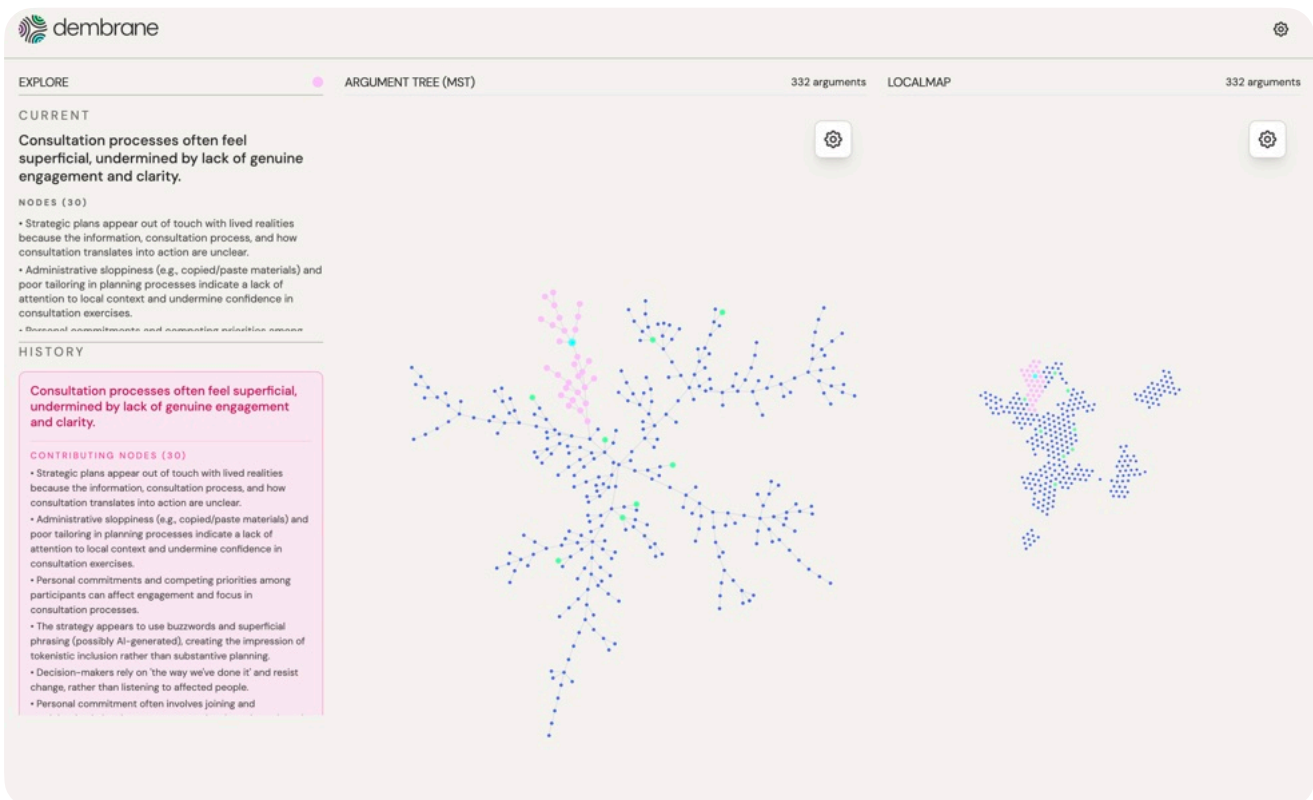 dembrane
EXPLORE
CURRENT
Consultation processes often feel
superficial, undermined by lack of genuine
engagement and clarity.
NODES (30)
• Strategic plans appear out of touch with lived realities
because the information, consultation process, and how
consultation translates into action are unclear.
• Administrative sloppiness (e.g., copied/paste materials) and
poor tailoring in planning processes indicate a lack of
attention to local context and undermine confidence in
consultation exercises.
• Personal commitments and competing priorities among
HISTORY
Consultation processes often feel superficial,
undermined by lack of genuine engagement
and clarity.
CONTRIBUTING NODES (30)
• Strategic plans appear out of touch with lived realities
because the information, consultation process, and how
consultation translates into action are unclear.
• Administrative sloppiness (e.g., copied/paste materials) and
poor tailoring in planning processes indicate a lack of
attention to local context and undermine confidence in
consultation exercises.
• Personal commitments and competing priorities among
participants can affect engagement and focus in
consultation processes.
• The strategy appears to use buzzwords and superficial
phrasing (possibly AI-generated), creating the impression of
tokenistic inclusion rather than substantive planning.
• Decision-makers rely on 'the way we've done it' and resist
change, rather than listening to affected people.
• Personal commitment often involves joining and
ARGUMENT TREE (MST)
332 arguments
LOCALMAP
332 arguments